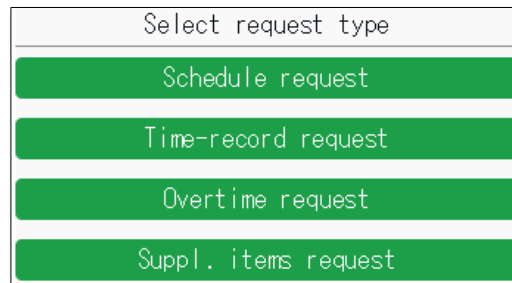 Select request type
Schedule request
Time-record request
Overtime request
Suppl. items request